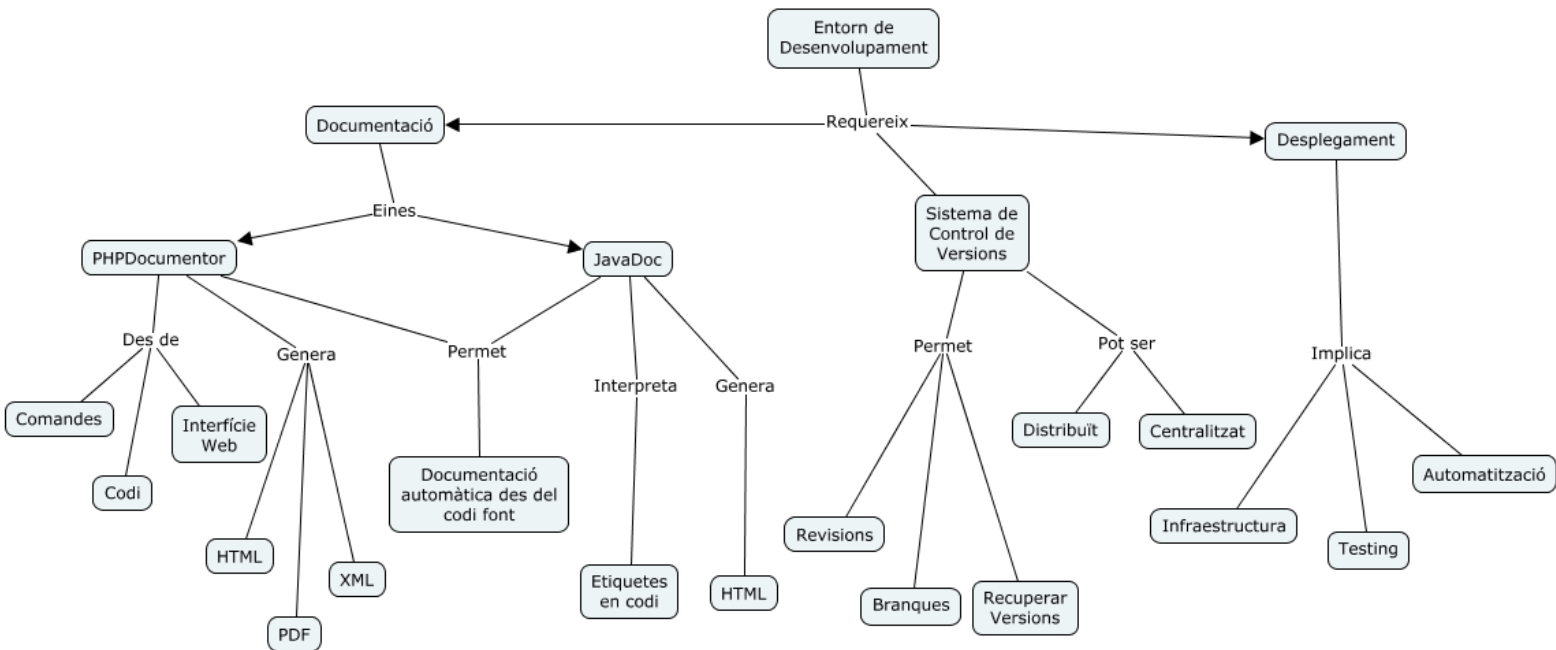 Entorn de
Desenvolupament
Requereix
Documentació
Desplegament
Eines
Sistema de
Control de
Versions
PHPDocumentor
JavaDoc
Des de
Genera
Permet
Interpreta
Genera
Permet
Pot ser
Implica
Comandes
Interfície
Web
Codi
Documentació
automàtica des del
codi font
Distribuït
Centralitzat
Automatització
Infraestructura
Testing
Revisions
HTML
XML
PDF
Etiquetes
en codi
HTML
Branques
Recuperar
Versions